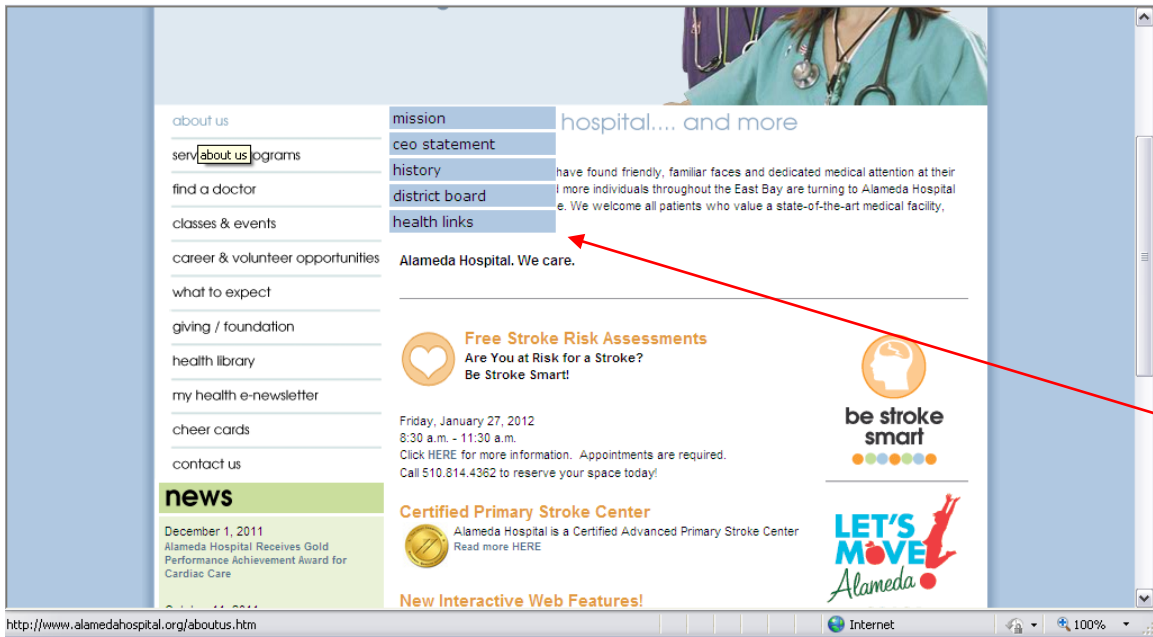 about us
services & programs
about us
find a doctor
classes & events
career & volunteer opportunities
what to expect
giving / foundation
health library
my health e-newsletter
cheer cards
contact us
news
December 1, 2011
Alameda Hospital Receives Gold
Performance Achievement Award for
Cardiac Care
mission
ceo statement
history
district board
health links
hospital.... and more
have found friendly, familiar faces and dedicated medical attention at their
more individuals throughout the East Bay are turning to Alameda Hospital
We welcome all patients who value a state-of-the-art medical facility,
Alameda Hospital. We care.
Free Stroke Risk Assessments
Are You at Risk for a Stroke?
Be Stroke Smart!
Friday, January 27, 2012
8:30 a.m. - 11:30 a.m.
Click HERE for more information. Appointments are required.
Call 510.814.4362 to reserve your space today!
be stroke
smart
Certified Primary Stroke Center
Alameda Hospital is a Certified Advanced Primary Stroke Center
Read more HERE
LET'S
MOVE
Alameda
New Interactive Web Features!
http://www.alamedahospital.org/aboutus.htm
Internet
100%